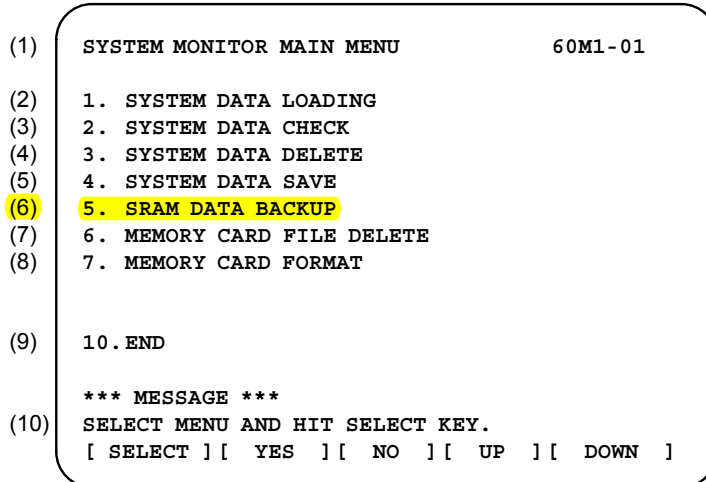 (1) SYSTEM MONITOR MAIN MENU 60M1-01
(2) 1. SYSTEM DATA LOADING
(3) 2. SYSTEM DATA CHECK
(4) 3. SYSTEM DATA DELETE
(5) 4. SYSTEM DATA SAVE
(6) 5. SRAM DATA BACKUP
(7) 6. MEMORY CARD FILE DELETE
(8) 7. MEMORY CARD FORMAT
(9) 10.END
*** MESSAGE ***
(10) SELECT MENU AND HIT SELECT KEY.
[ SELECT ][ YES ][ NO ][ UP ][ DOWN ]